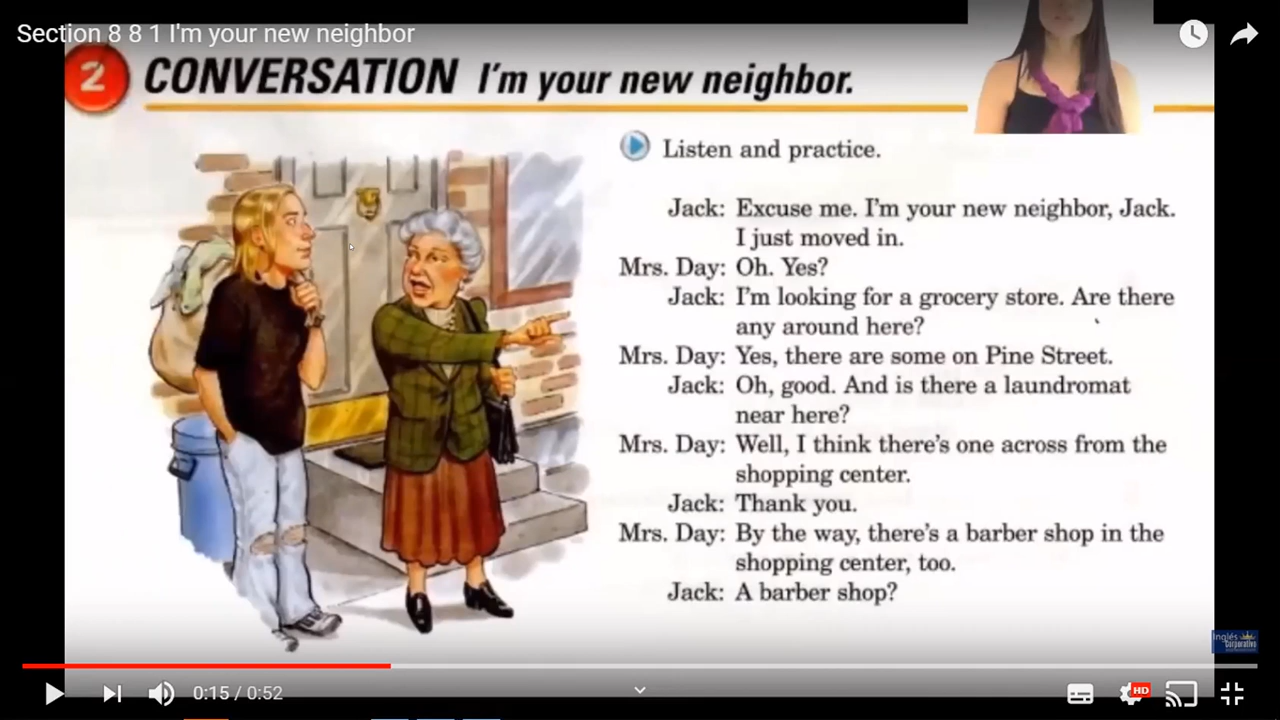 Section 8 8 1 I'm your new neighbor
2 CONVERSATION I'm your new neighbor.
Listen and practice.
Jack: Excuse me. I'm your new neighbor, Jack.
I just moved in.
Mrs. Day: Oh. Yes?
Jack: I'm looking for a grocery store. Are there
any around here?
Mrs. Day: Yes, there are some on Pine Street.
Jack: Oh, good. And is there a laundromat
near here?
Mrs. Day: Well, I think there's one across from the
shopping center.
Jack: Thank you.
Mrs. Day: By the way, there's a barber shop in the
shopping center, too.
Jack: A barber shop?
Inglés
Corporativo
0:15 / 0:52
HD